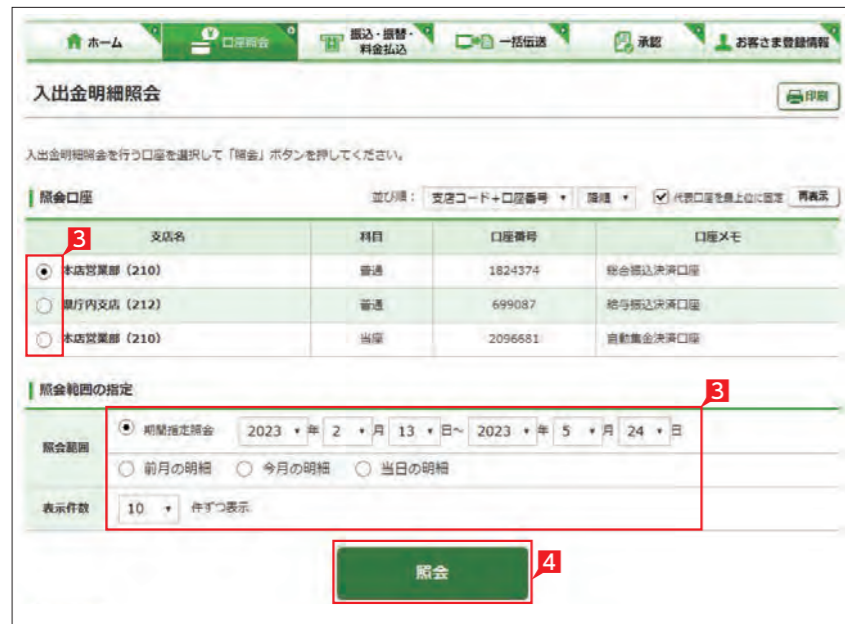 ホーム 口座照会 振込・振替・料金払込 一括伝送 承認 お客さま登録情報
入出金明細照会 印刷
入出金明細照会を行う口座を選択して「照会」ボタンを押してください。
照会口座 並び順： 支店コード+口座番号 降順 代表口座を最上位に固定 再表示
支店名 科目 口座番号 口座メモ
3
本店営業部（210） 普通 1824374 総合振込決済口座
県庁内支店（212） 普通 699087 給与振込決済口座
本店営業部（210） 当座 2096681 自動集金決済口座
照会範囲の指定
3
照会範囲 期間指定照会 2023 年 2 月 13 日～ 2023 年 5 月 24 日
前月の明細 今月の明細 当日の明細
表示件数 10 件ずつ表示
照会
4